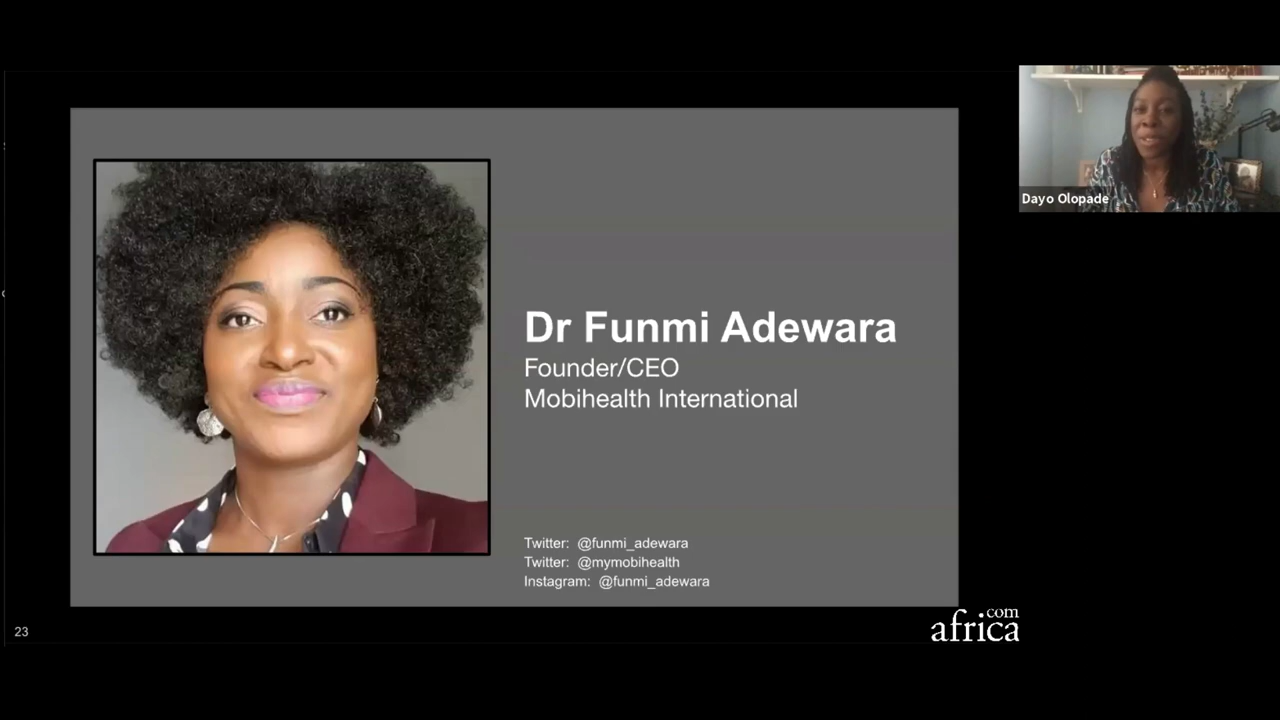 Dr Funmi Adewara
Founder/CEO
Mobihealth International
Twitter: @funmi_adewara
Twitter: @mymobihealth
Instagram: @funmi_adewara
Dayo Olopade
23
com
africa